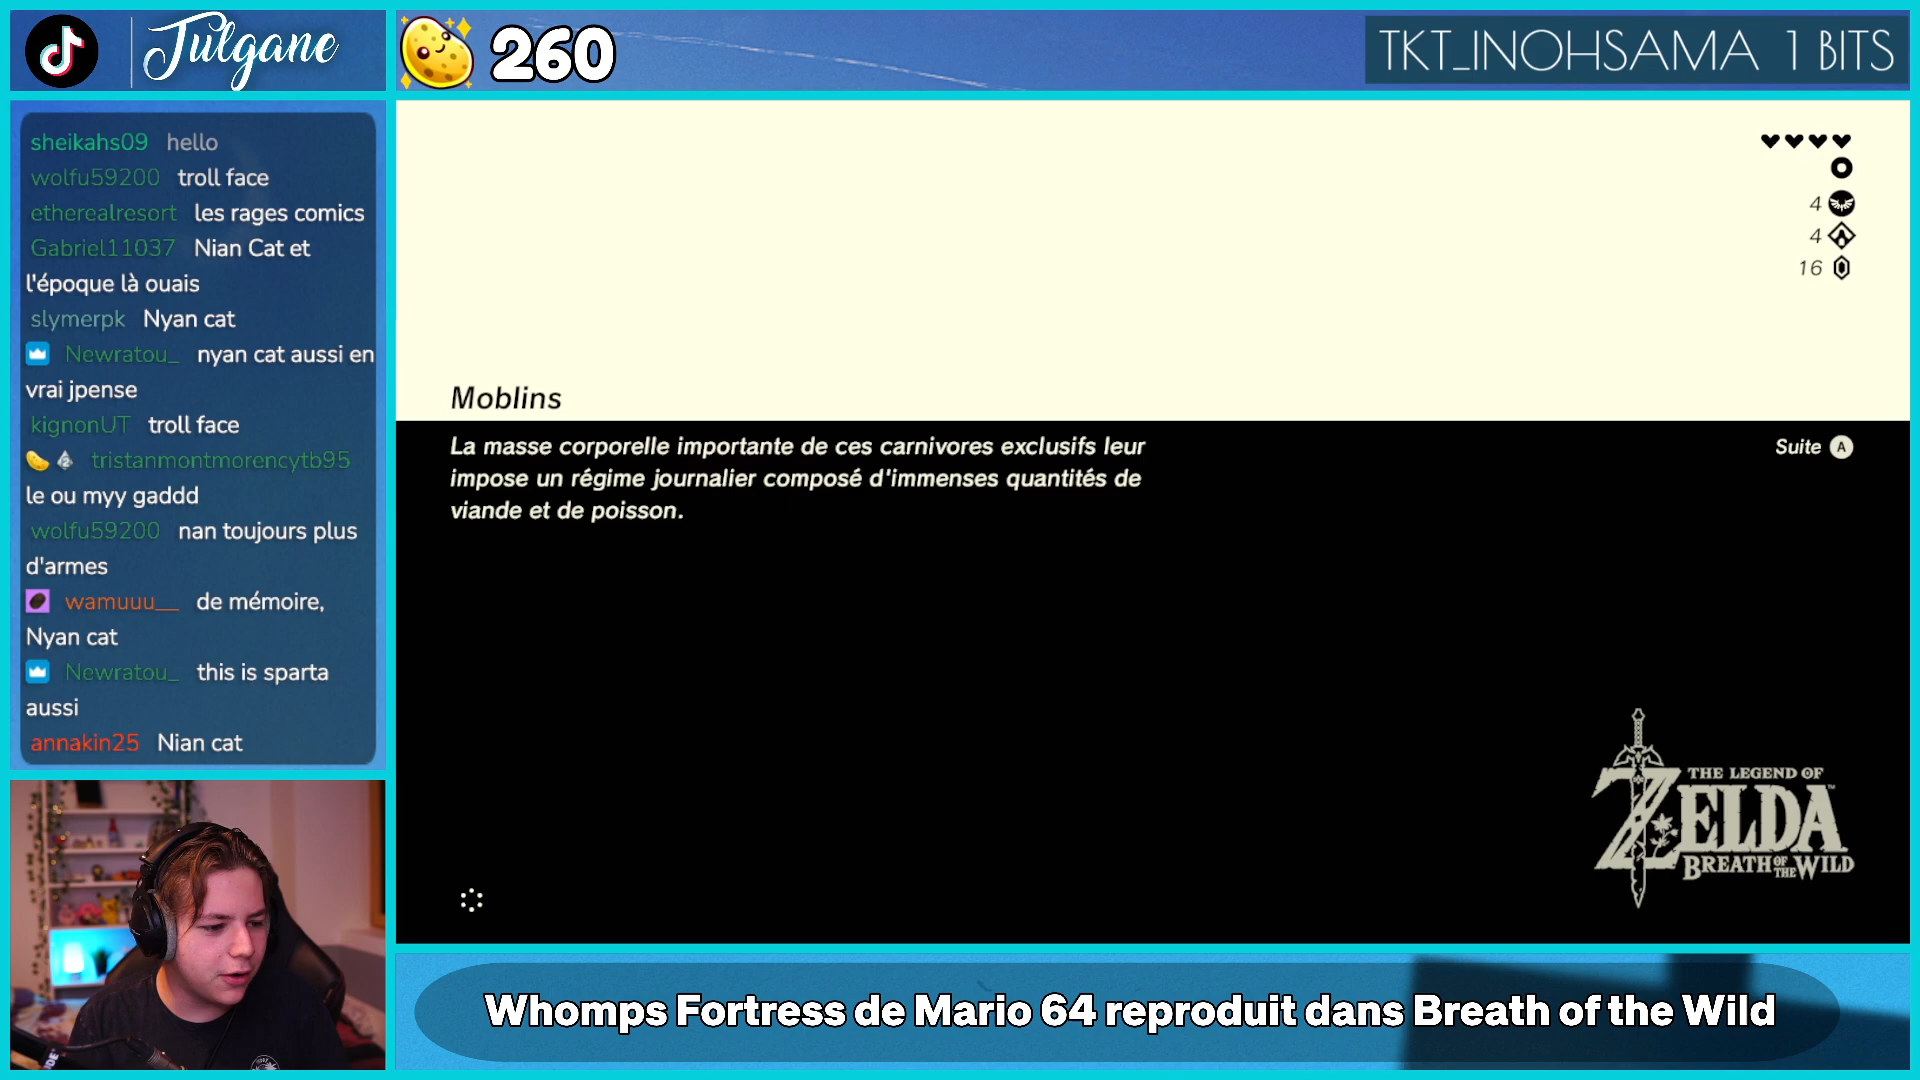 Julgane
260
TKT_INOHSAMA 1 BITS
sheikahs09 hello
wolfu59200 troll face
etherealresort les rages comics
Gabriel11037 Nian Cat et
l'époque là ouais
slymerpk Nyan cat
Newratou_ nyan cat aussi en
vrai jpense
kignonUT troll face
tristanmontmorencytb95
le ou myy gaddd
wolfu59200 nan toujours plus
d'armes
wamuuu__ de mémoire,
Nyan cat
Newratou_ this is sparta
aussi
annakin25 Nian cat
4
4
16
Moblins
La masse corporelle importante de ces carnivores exclusifs leur
impose un régime journalier composé d'immenses quantités de
viande et de poisson.
Suite A
THE LEGEND OF
ZELDA
BREATH OF THE WILD
Whomps Fortress de Mario 64 reproduit dans Breath of the Wild